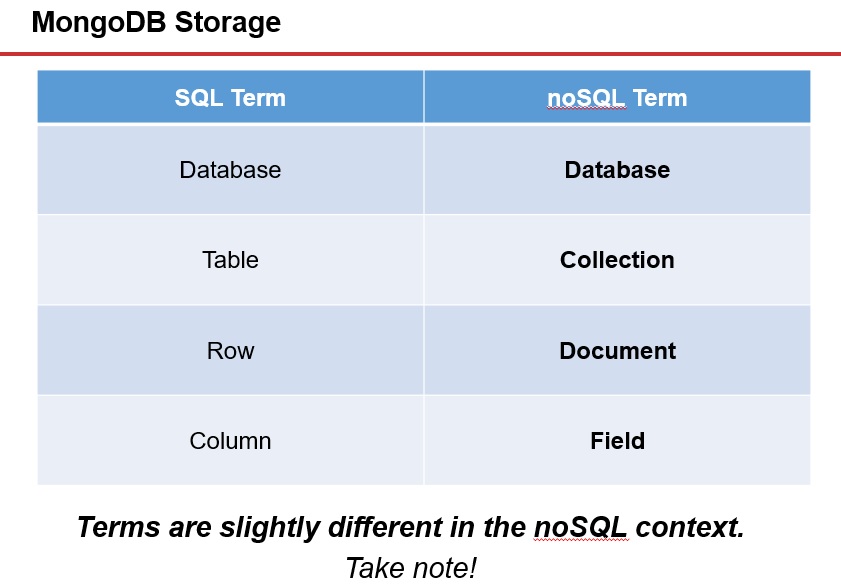 MongoDB Storage
SQL Term noSQL Term
Database Database
Table Collection
Row Document
Column Field
Terms are slightly different in the noSQL context.
Take note!